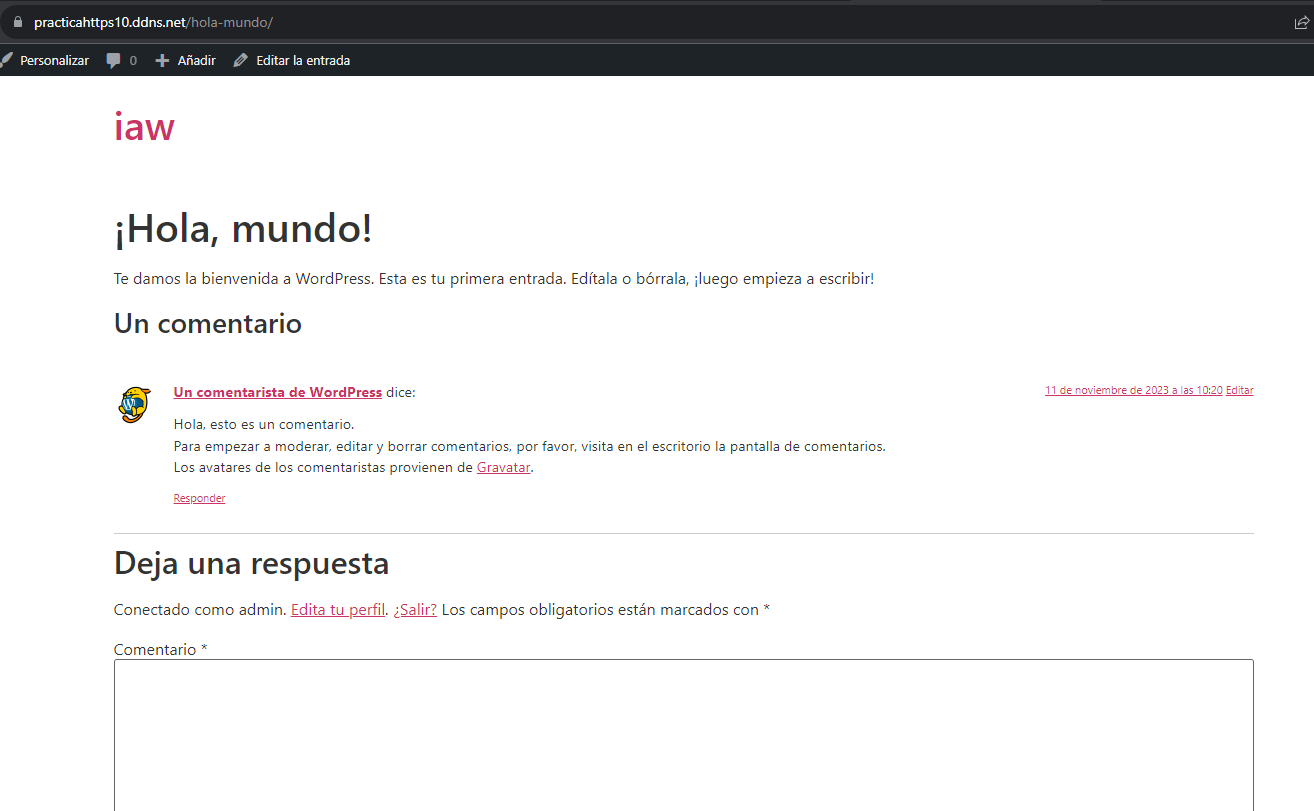 practicahttps10.ddns.net/hola-mundo/
Personalizar 0 Añadir Editar la entrada
iaw
¡Hola, mundo!
Te damos la bienvenida a WordPress. Esta es tu primera entrada. Edítala o bórrala, ¡luego empieza a escribir!
Un comentario
Un comentarista de WordPress dice:
11 de noviembre de 2023 a las 10:20 Editar
Hola, esto es un comentario.
Para empezar a moderar, editar y borrar comentarios, por favor, visita en el escritorio la pantalla de comentarios.
Los avatares de los comentaristas provienen de Gravatar.
Responder
Deja una respuesta
Conectado como admin. Edita tu perfil. ¿Salir? Los campos obligatorios están marcados con *
Comentario *